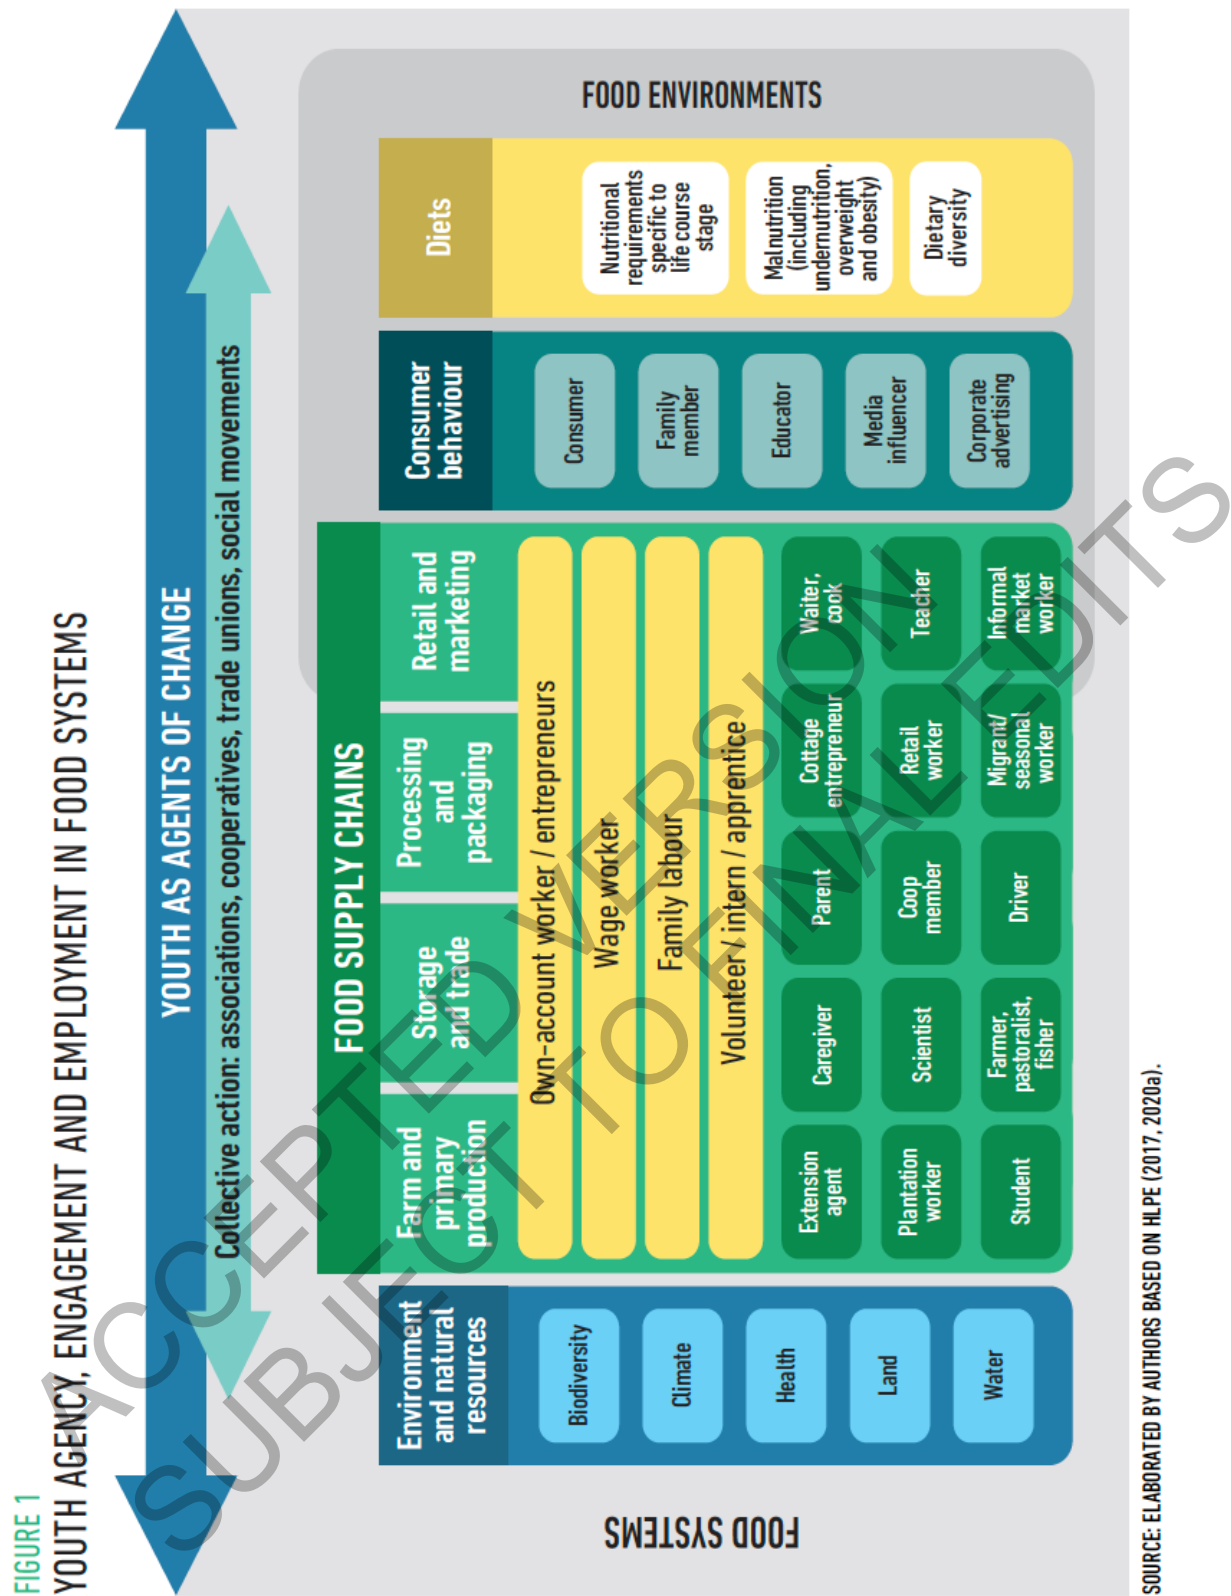 FIGURE 1
YOUTH AGENCY, ENGAGEMENT AND EMPLOYMENT IN FOOD SYSTEMS
YOUTH AS AGENTS OF CHANGE
Collective action: associations, cooperatives, trade unions, social movements
FOOD SYSTEMS
Environment
and natural
resources
Biodiversity
Climate
Health
Land
Water
FOOD SUPPLY CHAINS
Farm and
primary
production
Storage
and trade
Processing
and
packaging
Retail and
marketing
Own-account worker / entrepreneurs
Wage worker
Family labour
Volunteer / intern / apprentice
Extension
agent
Caregiver
Parent
Cottage
entrepreneur
Waiter,
cook
Plantation
worker
Scientist
Coop
member
Retail
worker
Teacher
Student
Farmer,
pastoralist,
fisher
Driver
Migrant/
seasonal
worker
Informal
market
worker
Consumer
behaviour
Consumer
Family
member
Educator
Media
influencer
Corporate
advertising
Diets
Nutritional
requirements
specific to
life course
stage
Malnutrition
(including
undernutrition,
overweight
and obesity)
Dietary
diversity
FOOD ENVIRONMENTS
SOURCE: ELABORATED BY AUTHORS BASED ON HLPE (2017, 2020a).
ACCEPTED VERSION
SUBJECT TO FINAL EDITS